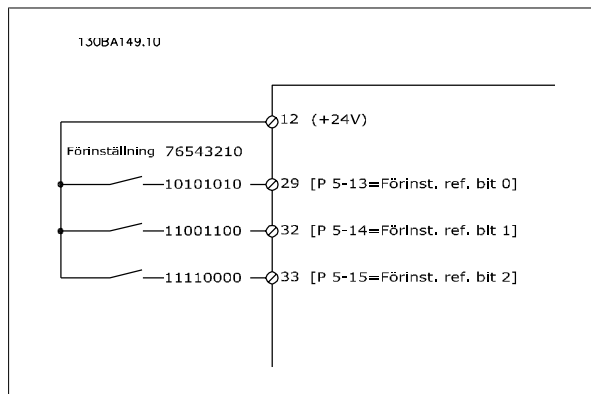 130BA149.10
12 (+24V)
Förinställning 76543210
10101010 29 [P 5-13=Förinst. ref. bit 0]
11001100 32 [P 5-14=Förinst. ref. bit 1]
11110000 33 [P 5-15=Förinst. ref. bit 2]